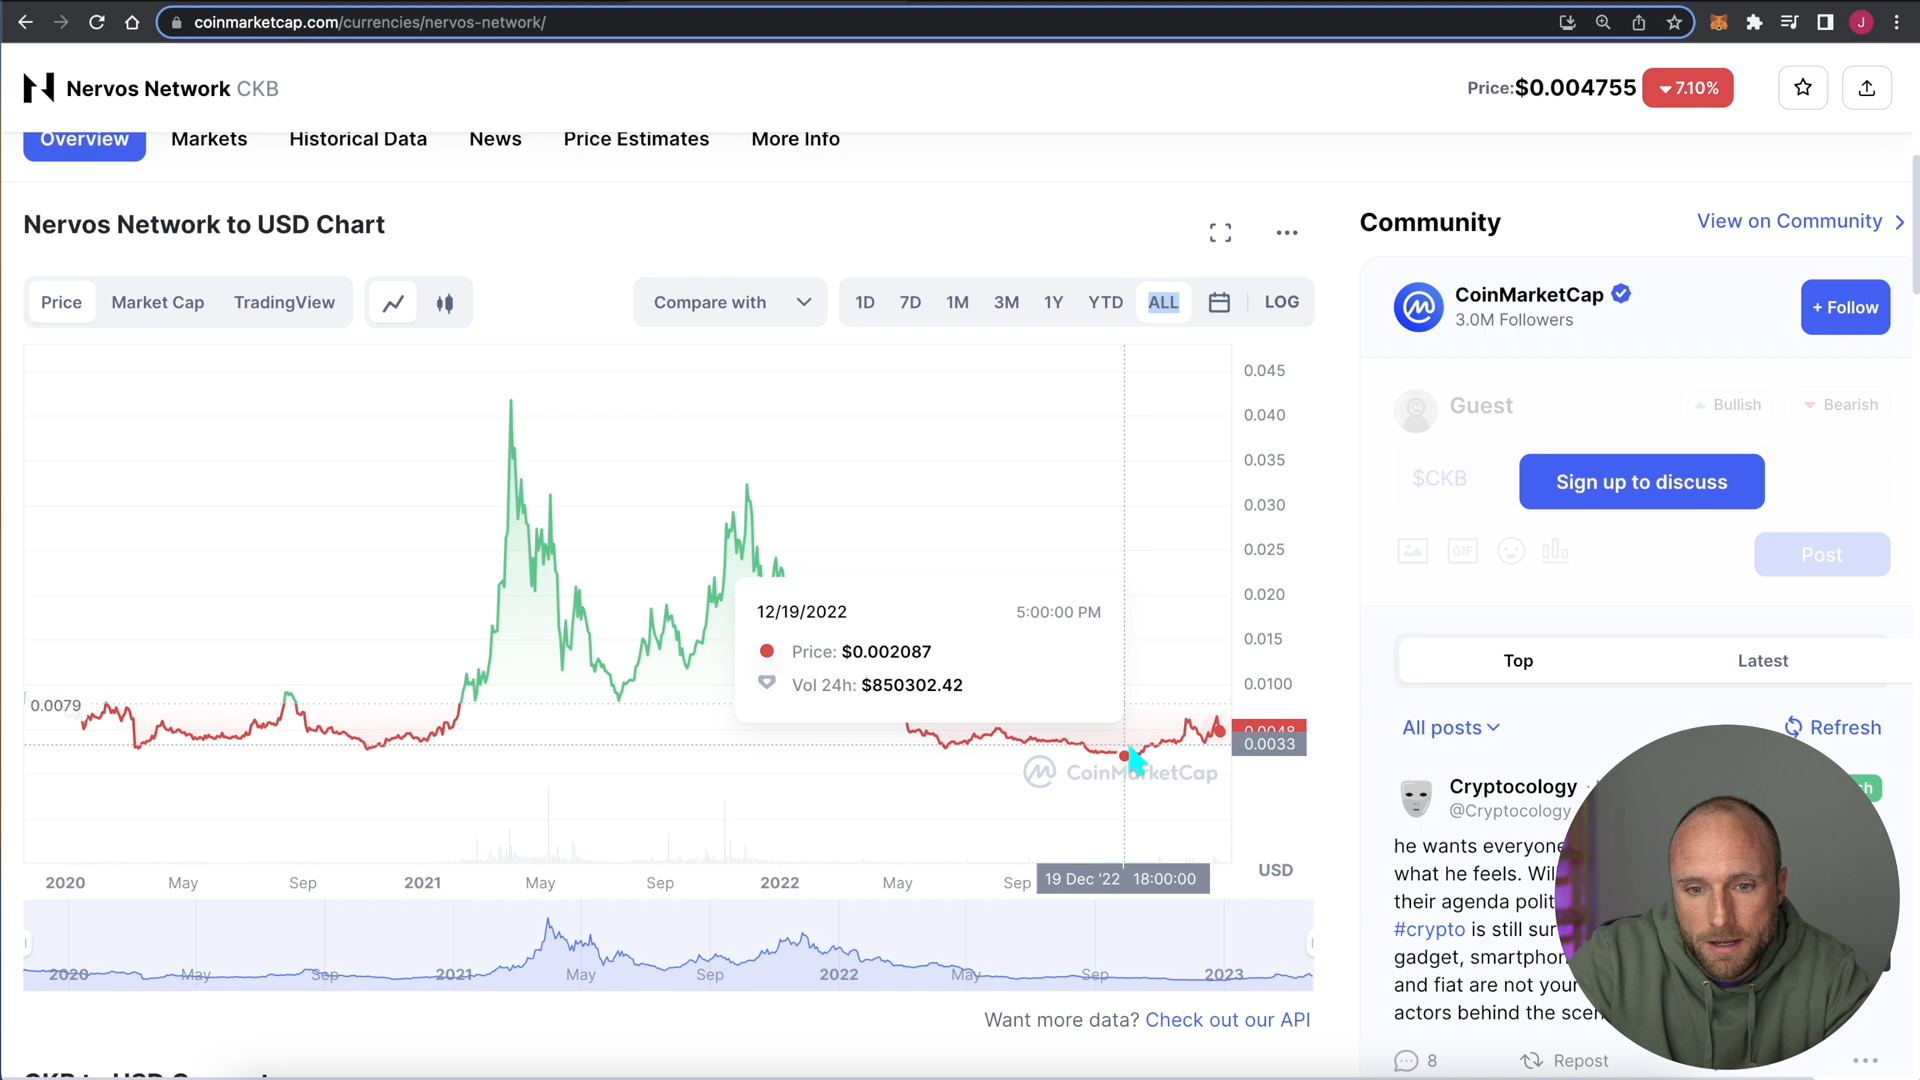 coinmarketcap.com/currencies/nervos-network/
J
Nervos Network CKB
Price:$0.004755
7.10%
Overview
Markets
Historical Data
News
Price Estimates
More Info
Nervos Network to USD Chart
Price
Market Cap
TradingView
Compare with
1D
7D
1M
3M
1Y
YTD
ALL
LOG
0.045
0.040
0.035
0.030
0.025
0.020
0.015
0.0100
0.0048
0.0033
0.0079
12/19/2022
5:00:00 PM
Price: $0.002087
Vol 24h: $850302.42
CoinMarketCap
2020
May
Sep
2021
May
Sep
2022
May
Sep
19 Dec '22 18:00:00
USD
2020
May
Sep
2021
May
Sep
2022
May
Sep
2023
Want more data? Check out our API
Community
View on Community
CoinMarketCap
3.0M Followers
+ Follow
Guest
Bullish
Bearish
$CKB
Sign up to discuss
GIF
Post
Top
Latest
All posts
Refresh
Cryptocology
@Cryptocology
he wants everyone
what he feels.
their agenda
#crypto is still
gadget,
and fiat are not your
actors behind the
8
Repost